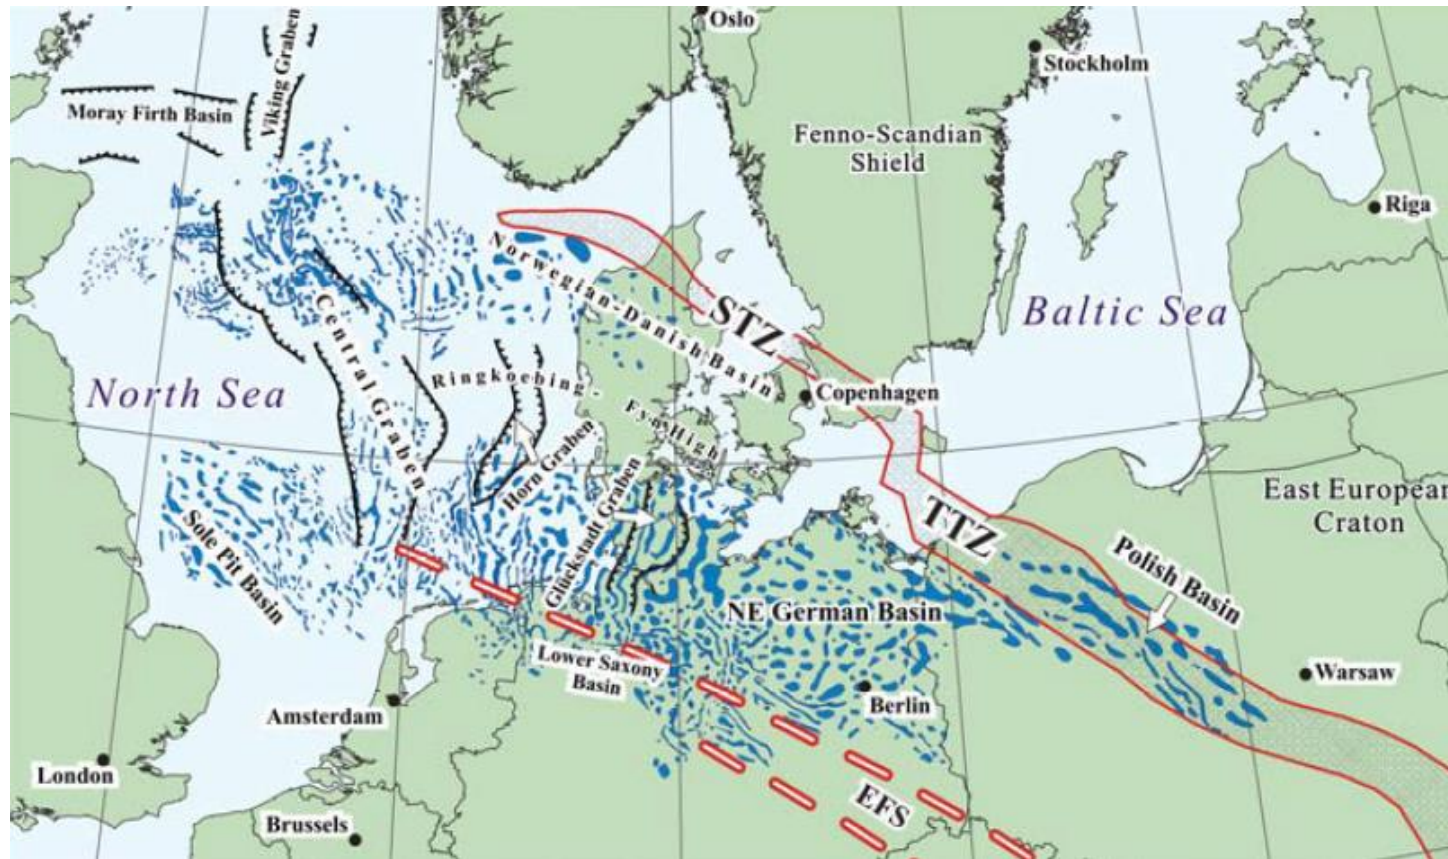 Oslo
Stockholm
Viking Graben
Moray Firth Basin
Fenno-Scandian
Shield
Riga
Norwegian-Danish Basin
STZ
Baltic Sea
Central Graben
North Sea
Ringkoebing-
Fyn High
Copenhagen
Horn Graben
Glückstadt Graben
East European
Craton
TTZ
Polish Basin
Sole Pit Basin
NE German Basin
Lower Saxony
Basin
Warsaw
Berlin
Amsterdam
London
EFS
Brussels